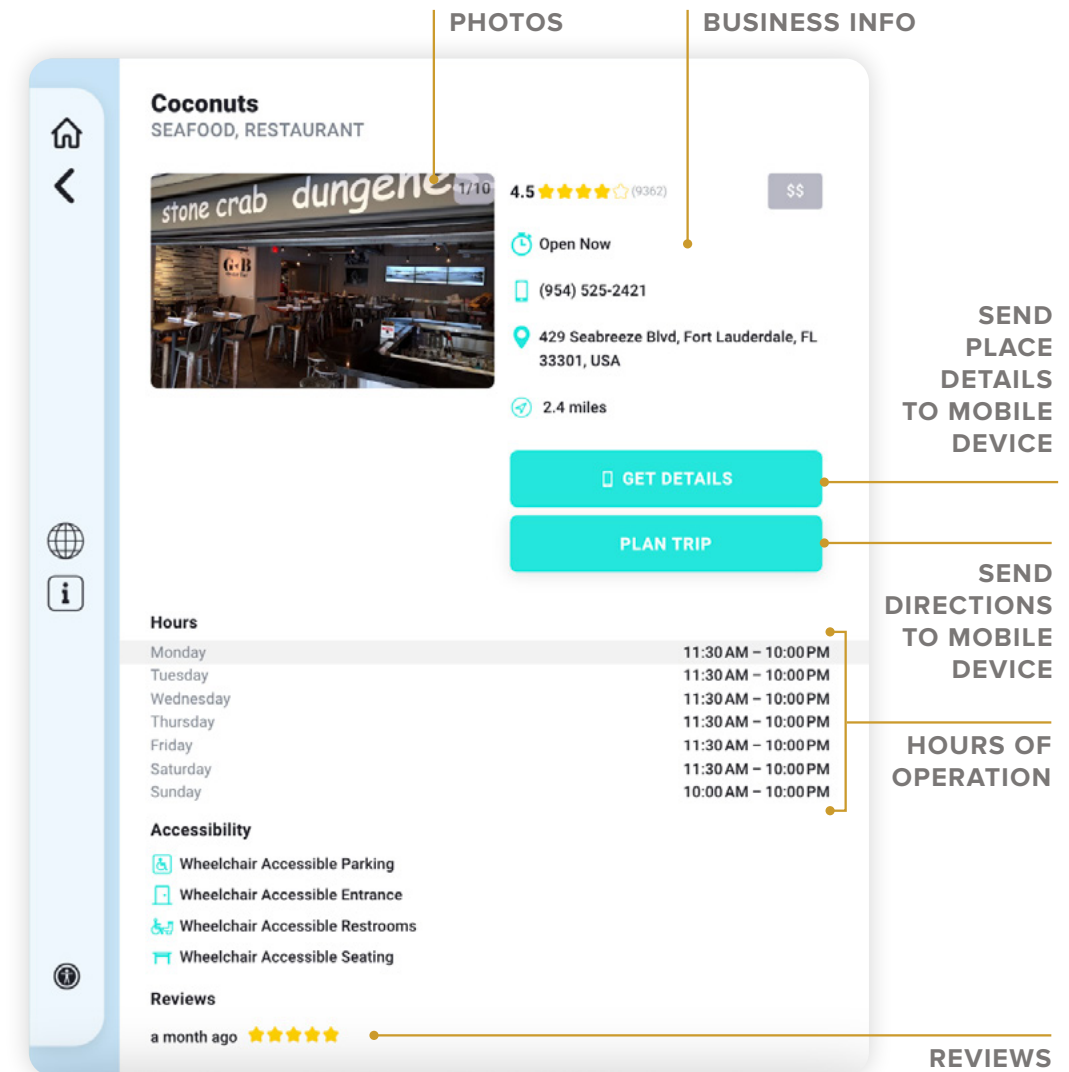 PHOTOS
BUSINESS INFO
Coconuts
SEAFOOD, RESTAURANT
stone crab dungene
1/10
G&B
4.5 (9362)
$$
Open Now
(954) 525-2421
429 Seabreeze Blvd, Fort Lauderdale, FL
33301, USA
2.4 miles
GET DETAILS
PLAN TRIP
SEND
PLACE
DETAILS
TO MOBILE
DEVICE
SEND
DIRECTIONS
TO MOBILE
DEVICE
Hours
Monday 11:30 AM – 10:00 PM
Tuesday 11:30 AM – 10:00 PM
Wednesday 11:30 AM – 10:00 PM
Thursday 11:30 AM – 10:00 PM
Friday 11:30 AM – 10:00 PM
Saturday 11:30 AM – 10:00 PM
Sunday 10:00 AM – 10:00 PM
HOURS OF
OPERATION
Accessibility
Wheelchair Accessible Parking
Wheelchair Accessible Entrance
Wheelchair Accessible Restrooms
Wheelchair Accessible Seating
Reviews
a month ago
REVIEWS